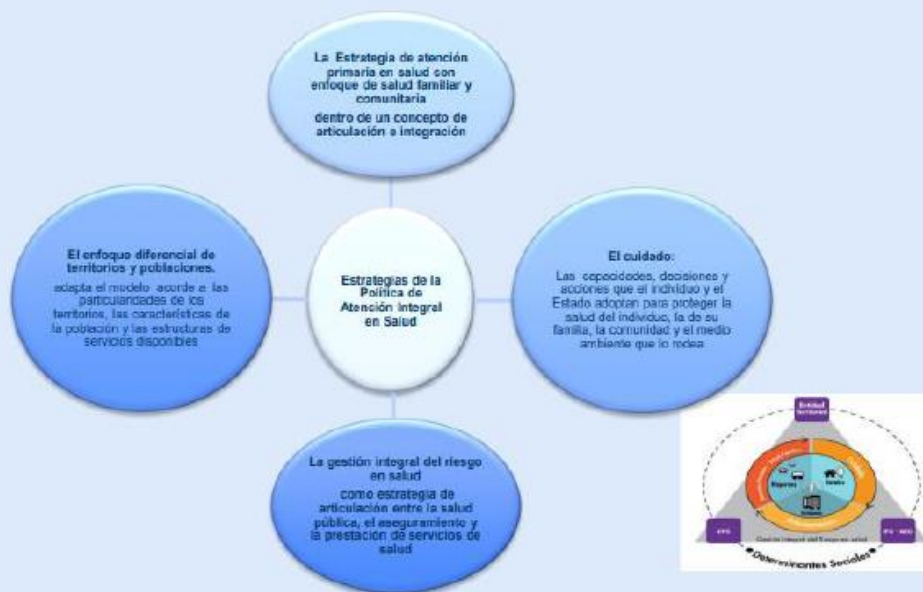 La Estrategia de atención
primaria en salud con
enfoque de salud familiar y
comunitaria
dentro de un concepto de
articulación e integración
El enfoque diferencial de
territorios y poblaciones.
adapta el modelo acorde a las
particularidades de los
territorios, las características de
la población y las estructuras de
servicios disponibles
Estrategias de la
Política de
Atención Integral
en Salud
El cuidado:
Las capacidades, decisiones y
acciones que el individuo y el
Estado adoptan para proteger la
salud del individuo, la de su
familia, la comunidad y el medio
ambiente que lo rodea
La gestión integral del riesgo
en salud
como estrategia de
articulación entre la salud
pública, el aseguramiento y
la prestación de servicios de
salud
Entidad
Territorial
Cuidado
Determinantes Sociales